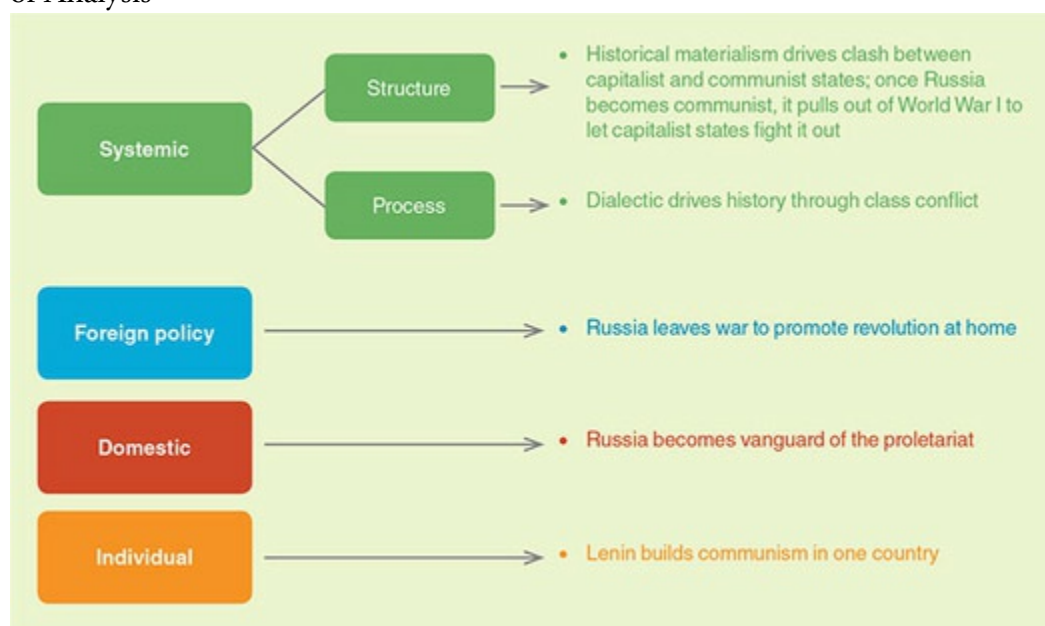 of Analysis
Structure
• Historical materialism drives clash between
capitalist and communist states; once Russia
becomes communist, it pulls out of World War I to
let capitalist states fight it out
Systemic
Process
• Dialectic drives history through class conflict
Foreign policy
• Russia leaves war to promote revolution at home
Domestic
• Russia becomes vanguard of the proletariat
Individual
• Lenin builds communism in one country